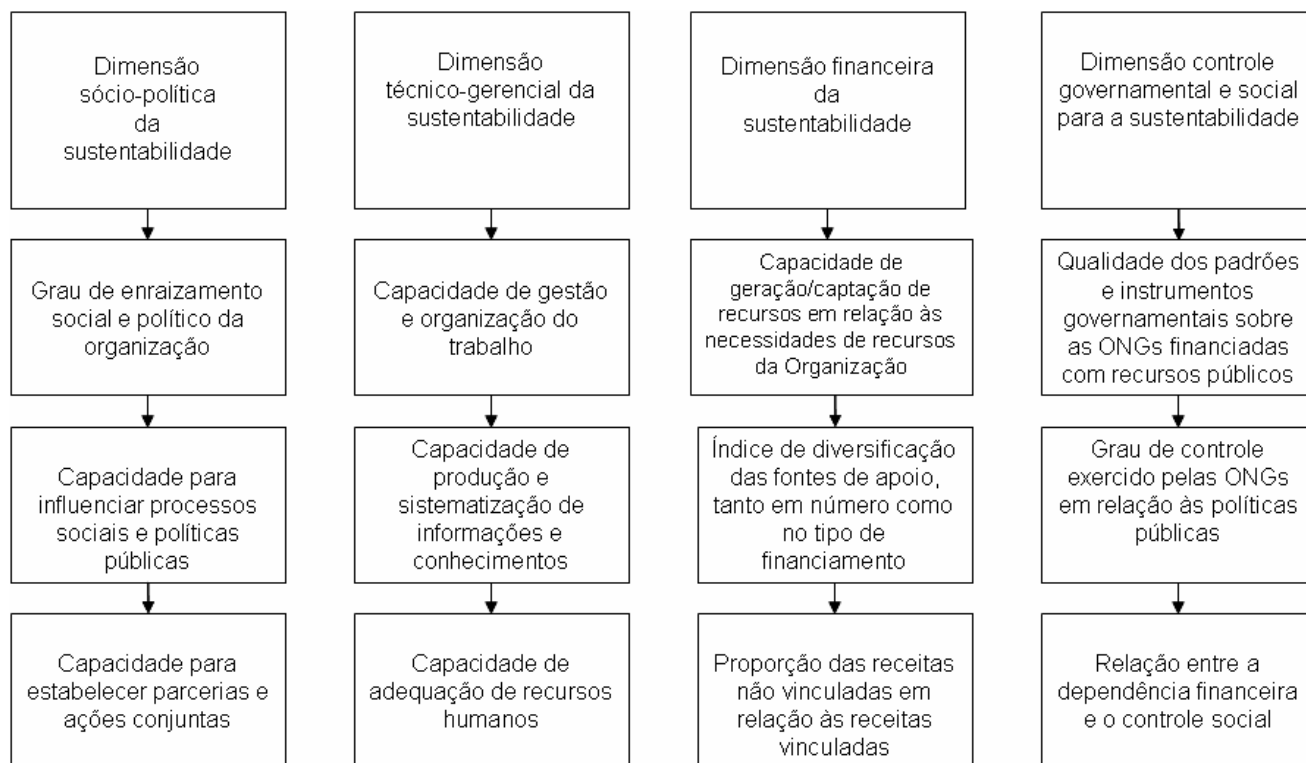 Dimensão
sócio-política
da
sustentabilidade
Dimensão
técnico-gerencial da
sustentabilidade
Dimensão financeira
da
sustentabilidade
Dimensão controle
governamental e social
para a sustentabilidade
Grau de enraizamento
social e político da
organização
Capacidade de gestão
e organização do
trabalho
Capacidade de
geração/captação de
recursos em relação às
necessidades de recursos
da Organização
Qualidade dos padrões
e instrumentos
governamentais sobre
as ONGs financiadas
com recursos públicos
Capacidade para
influenciar processos
sociais e políticas
públicas
Capacidade de
produção e
sistematização de
informações e
conhecimentos
Índice de diversificação
das fontes de apoio,
tanto em número como
no tipo de
financiamento
Grau de controle
exercido pelas ONGs
em relação às políticas
públicas
Capacidade para
estabelecer parcerias e
ações conjuntas
Capacidade de
adequação de recursos
humanos
Proporção das receitas
não vinculadas em
relação às receitas
vinculadas
Relação entre a
dependência financeira
e o controle social